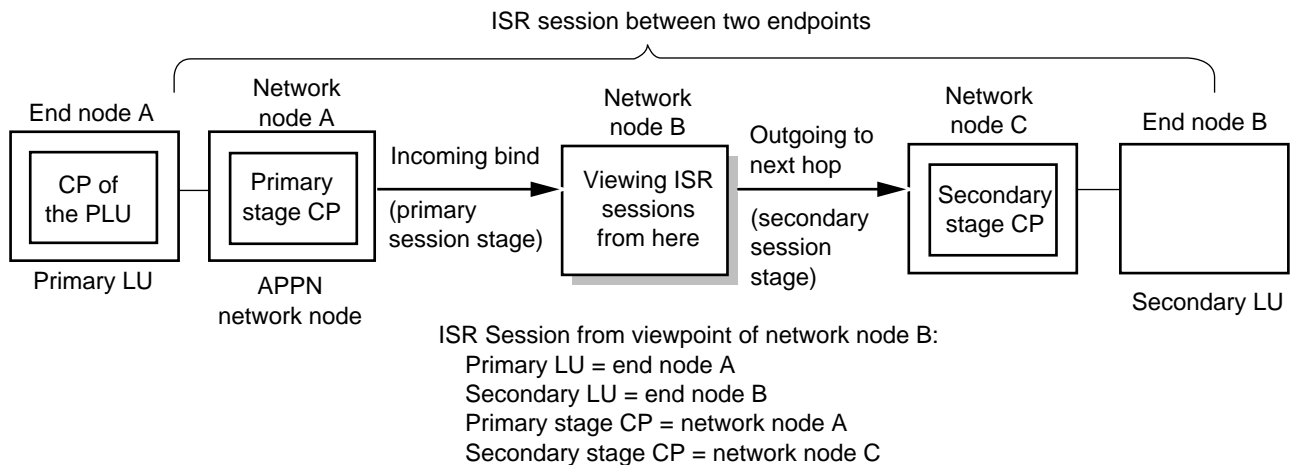 ISR session between two endpoints
End node A
Network
node A
Network
node B
Network
node C
End node B
CP of
the PLU
Primary
stage CP
Incoming bind
(primary
session stage)
Viewing ISR
sessions
from here
Outgoing to
next hop
(secondary
session
stage)
Secondary
stage CP
Primary LU
APPN
network node
Secondary LU
ISR Session from viewpoint of network node B:
Primary LU = end node A
Secondary LU = end node B
Primary stage CP = network node A
Secondary stage CP = network node C